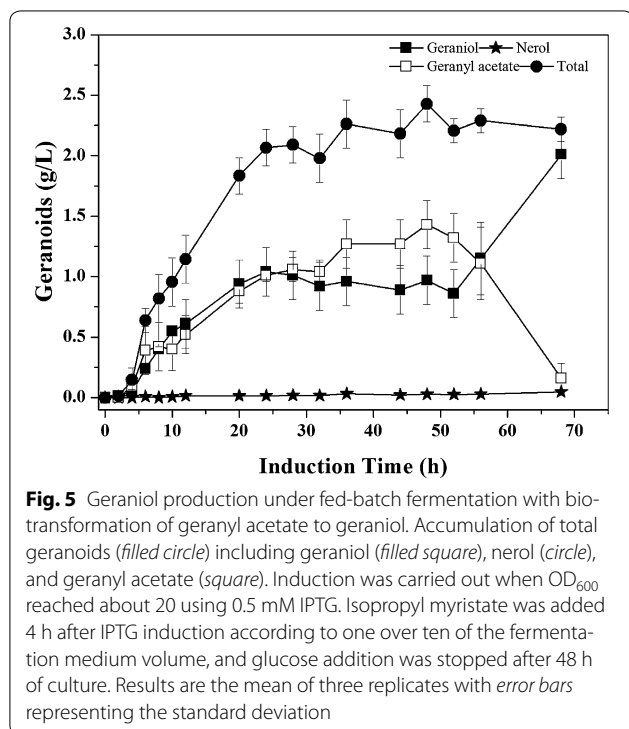 3.0
Geraniol
Nerol
Geranyl acetate
Total
2.5
2.0
1.5
1.0
0.5
0.0
Geranoids (g/L)
0 10 20 30 40 50 60 70
Induction Time (h)
Fig. 5 Geraniol production under fed-batch fermentation with bio-
transformation of geranyl acetate to geraniol. Accumulation of total
geranoids (filled circle) including geraniol (filled square), nerol (circle),
and geranyl acetate (square). Induction was carried out when OD600
reached about 20 using 0.5 mM IPTG. Isopropyl myristate was added
4 h after IPTG induction according to one over ten of the fermenta-
tion medium volume, and glucose addition was stopped after 48 h
of culture. Results are the mean of three replicates with error bars
representing the standard deviation